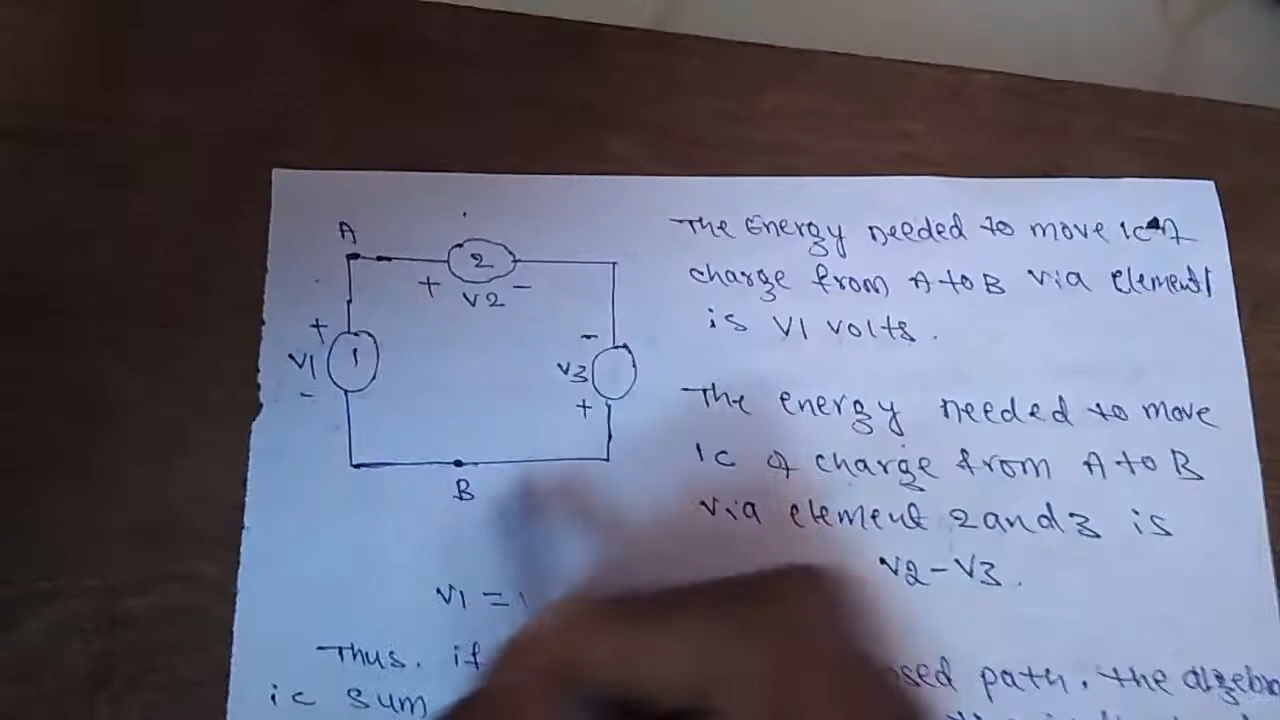 A
2
+ V2 -
+
V1
1
-
-
V3
+
B
The Energy needed to move 1c of
charge from A to B via element 1
is V1 volts.
The energy needed to move
1c of charge from A to B
via element 2 and 3 is
V2 - V3.
V1 =
Thus, if
path, the algebra
ic sum